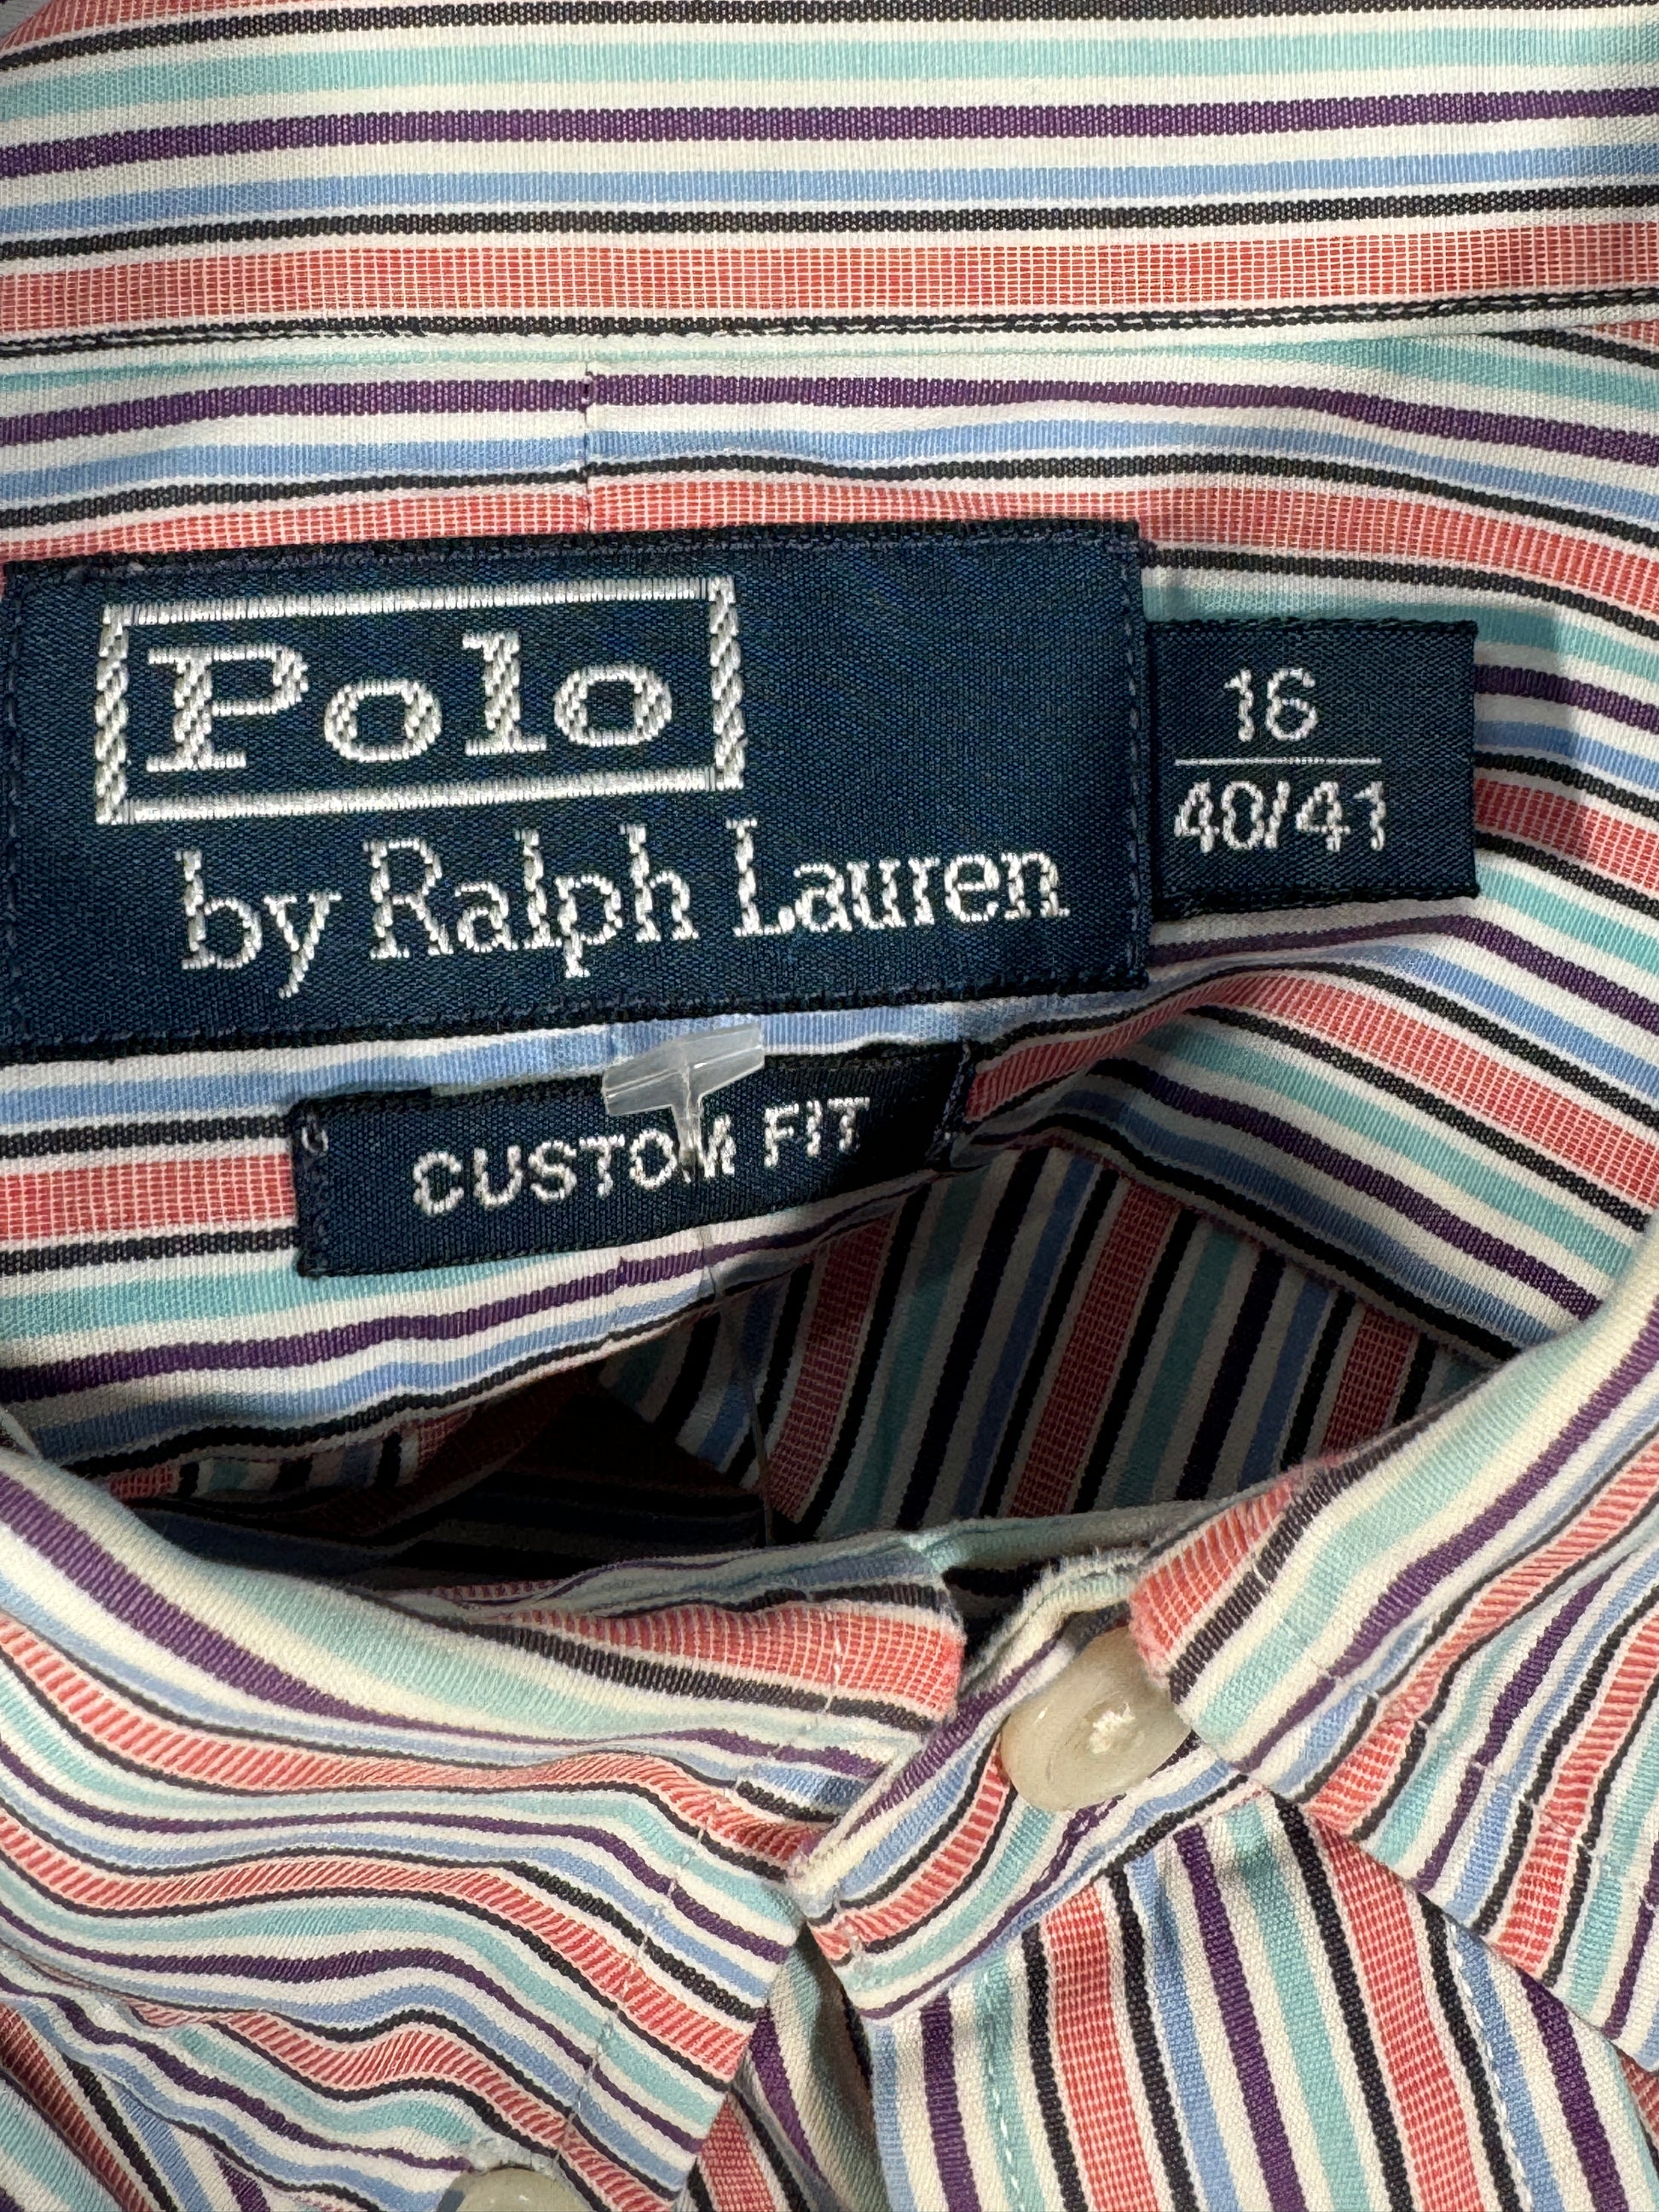 Polo
by Ralph Lauren
16
40/41
CUSTOM FIT